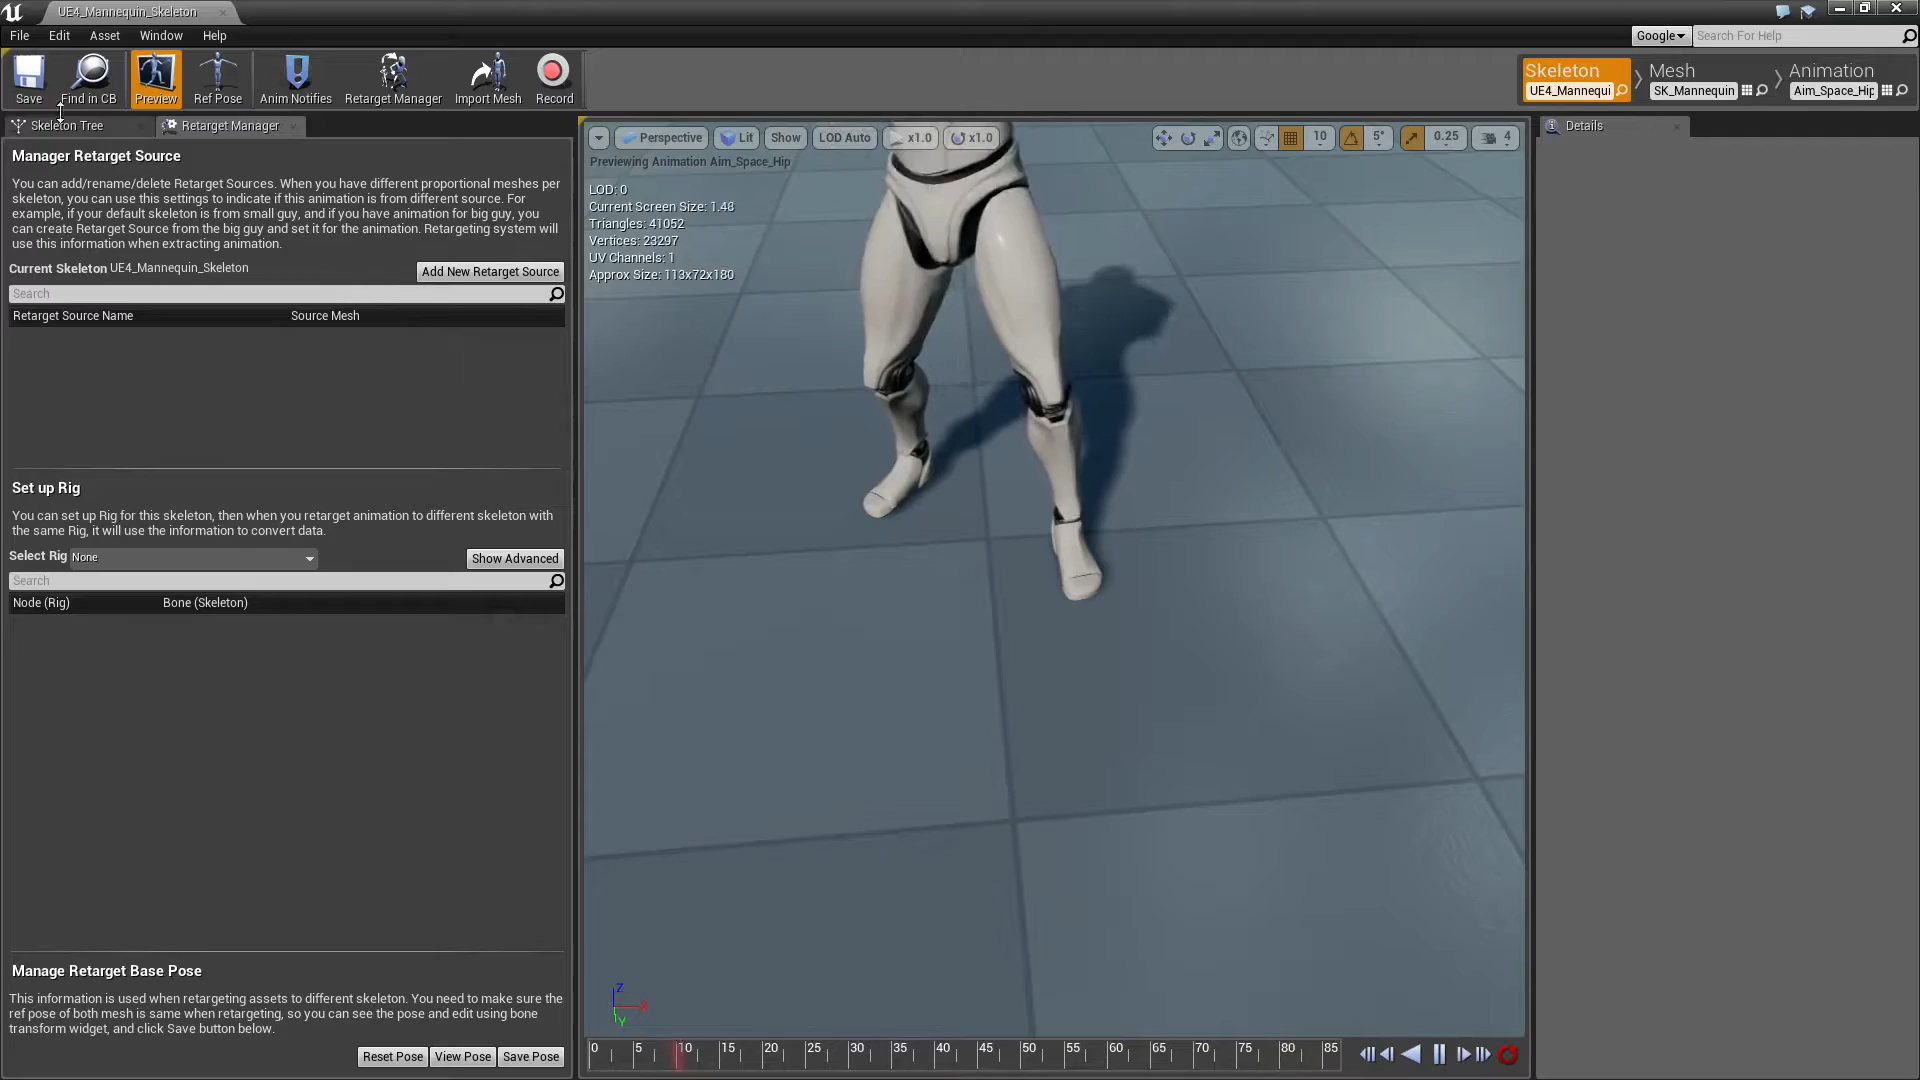 UE4_Mannequin_Skeleton
File Edit Asset Window Help
Google Search For Help
Save Find in CB Preview Ref Pose Anim Notifies Retarget Manager Import Mesh Record
Skeleton Mesh Animation
UE4_Mannequi SK_Mannequin Aim_Space_Hip
Skeleton Tree Retarget Manager
Manager Retarget Source
You can add/rename/delete Retarget Sources. When you have different proportional meshes per
skeleton, you can use this settings to indicate if this animation is from different source. For
example, if your default skeleton is from small guy, and if you have animation for big guy, you
can create Retarget Source from the big guy and set it for the animation. Retargeting system will
use this information when extracting animation.
Current Skeleton UE4_Mannequin_Skeleton
Add New Retarget Source
Search
Retarget Source Name Source Mesh
Set up Rig
You can set up Rig for this skeleton, then when you retarget animation to different skeleton with
the same Rig, it will use the information to convert data.
Select Rig None
Show Advanced
Search
Node (Rig) Bone (Skeleton)
Manage Retarget Base Pose
This information is used when retargeting assets to different skeleton. You need to make sure the
ref pose of both mesh is same when retargeting, so you can see the pose and edit using bone
transform widget, and click Save button below.
Reset Pose View Pose Save Pose
Perspective Lit Show LOD Auto x1.0 x1.0
10 5° 0.25 4
Previewing Animation Aim_Space_Hip
LOD: 0
Current Screen Size: 1.48
Triangles: 41052
Vertices: 23297
UV Channels: 1
Approx Size: 113x72x180
Z
X
Y
0 5 10 15 20 25 30 35 40 45 50 55 60 65 70 75 80 85
Details